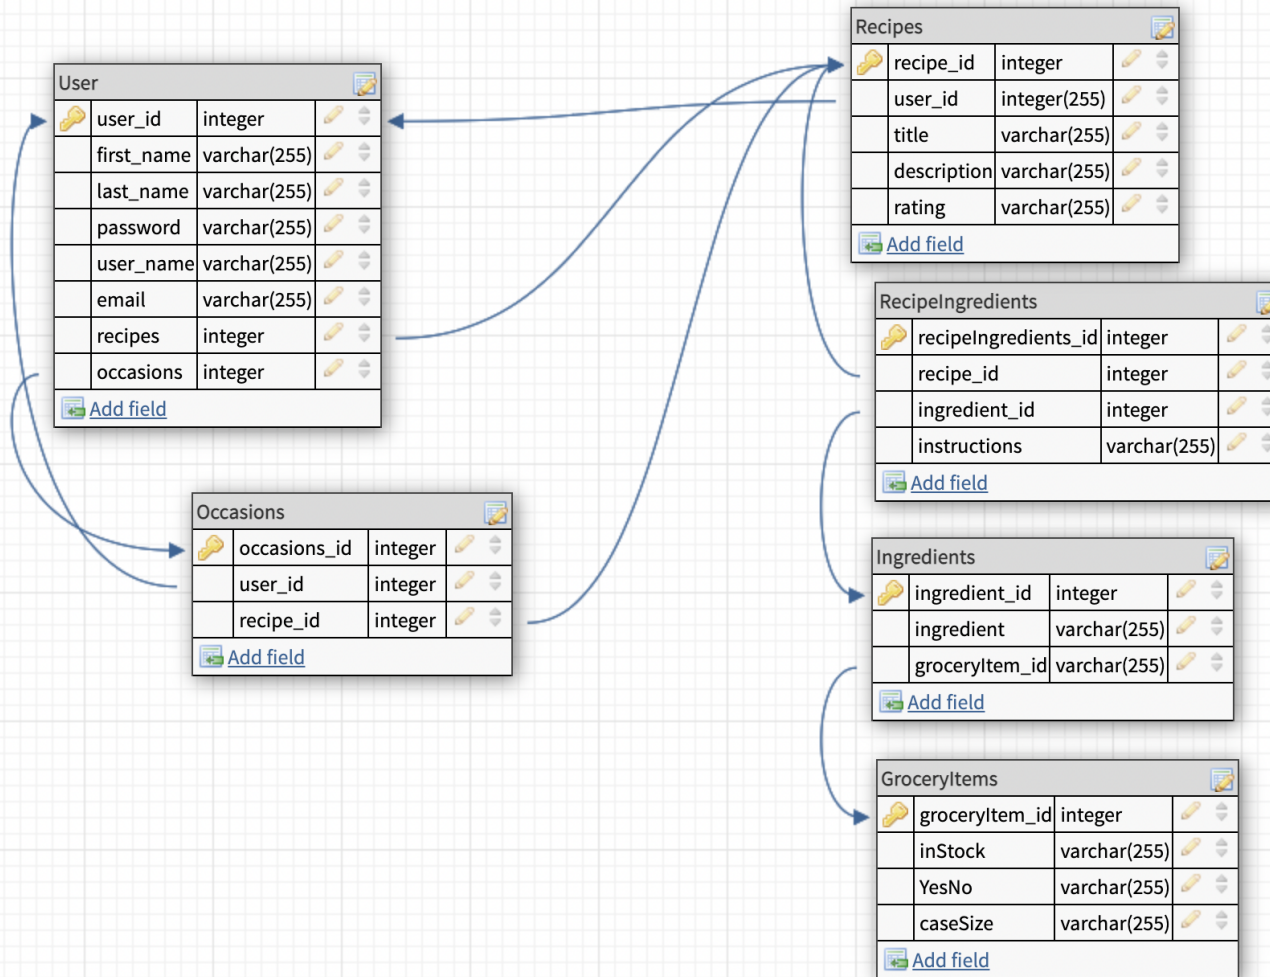 User
user_id integer
first_name varchar(255)
last_name varchar(255)
password varchar(255)
user_name varchar(255)
email varchar(255)
recipes integer
occasions integer
Add field
Occasions
occasions_id integer
user_id integer
recipe_id integer
Add field
Recipes
recipe_id integer
user_id integer(255)
title varchar(255)
description varchar(255)
rating varchar(255)
Add field
RecipeIngredients
recipeIngredients_id integer
recipe_id integer
ingredient_id integer
instructions varchar(255)
Add field
Ingredients
ingredient_id integer
ingredient varchar(255)
groceryItem_id varchar(255)
Add field
GroceryItems
groceryItem_id integer
inStock varchar(255)
YesNo varchar(255)
caseSize varchar(255)
Add field